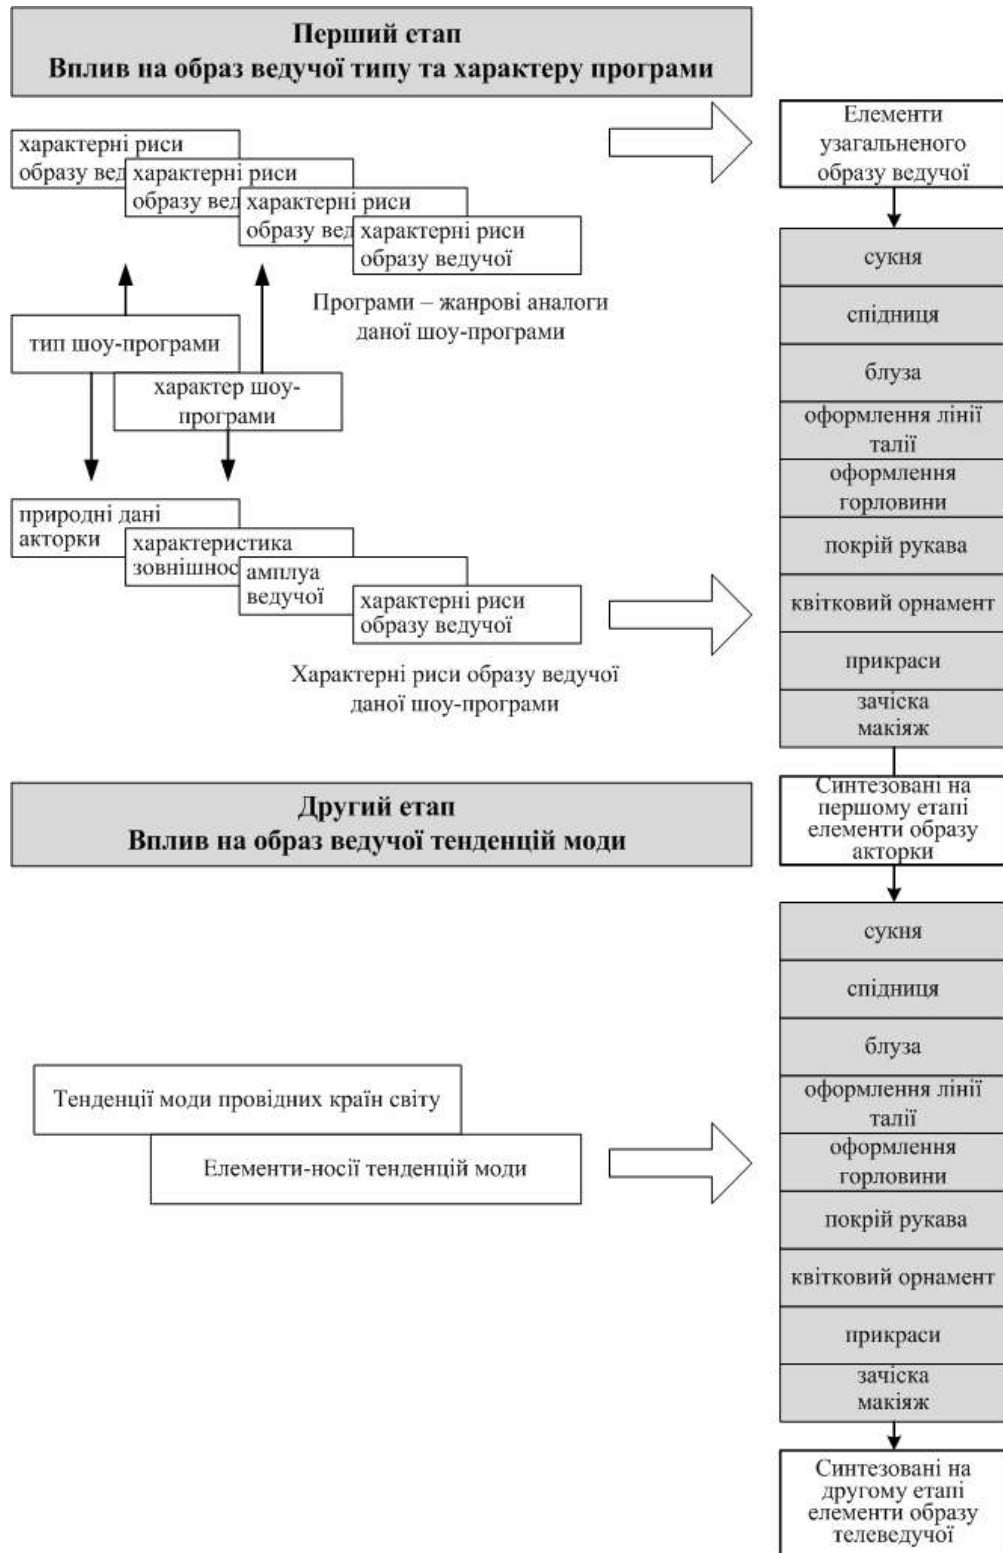 Перший етап
Вплив на образ ведучої типу та характеру програми
характерні риси
образу вед
характерні риси
образу вед
характерні риси
образу вед
характерні риси
образу ведучої
Програми – жанрові аналоги
даної шоу-програми
тип шоу-програми
характер шоу-
програми
природні дані
акторки
характеристика
зовнішнос
амплуа
ведучої
характерні риси
образу ведучої
Характерні риси образу ведучої
даної шоу-програми
Елементи
узагальненого
образу ведучої
сукня
спідниця
блуза
оформлення лінії
талії
оформлення
горловини
покрій рукава
квітковий орнамент
прикраси
зачіска
макіяж
Синтезовані на
першому етапі
елементи образу
акторки
Другий етап
Вплив на образ ведучої тенденцій моди
Тенденції моди провідних країн світу
Елементи-носії тенденцій моди
сукня
спідниця
блуза
оформлення лінії
талії
оформлення
горловини
покрій рукава
квітковий орнамент
прикраси
зачіска
макіяж
Синтезовані на
другому етапі
елементи образу
телеведучої